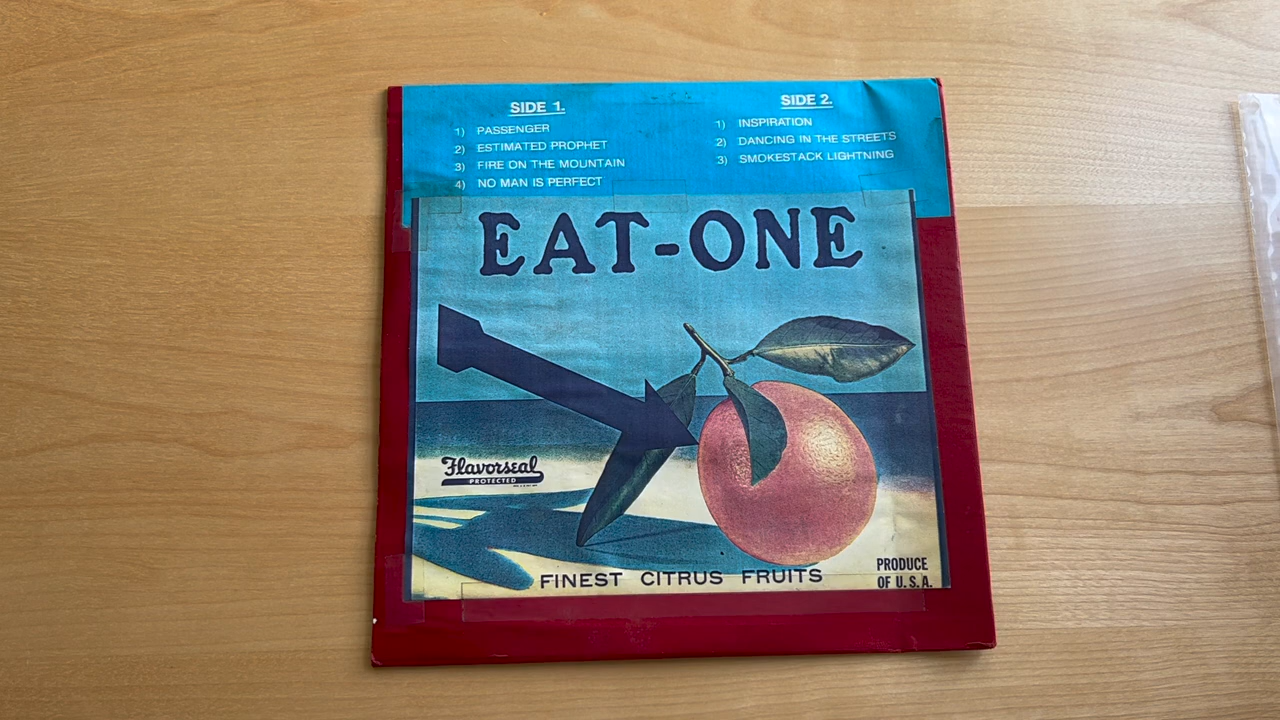 SIDE 1.
1) PASSENGER
2) ESTIMATED PROPHET
3) FIRE ON THE MOUNTAIN
4) NO MAN IS PERFECT
SIDE 2.
1) INSPIRATION
2) DANCING IN THE STREETS
3) SMOKESTACK LIGHTNING
EAT-ONE
Flavorseal
PROTECTED
FINEST CITRUS FRUITS
PRODUCE
OF U.S.A.